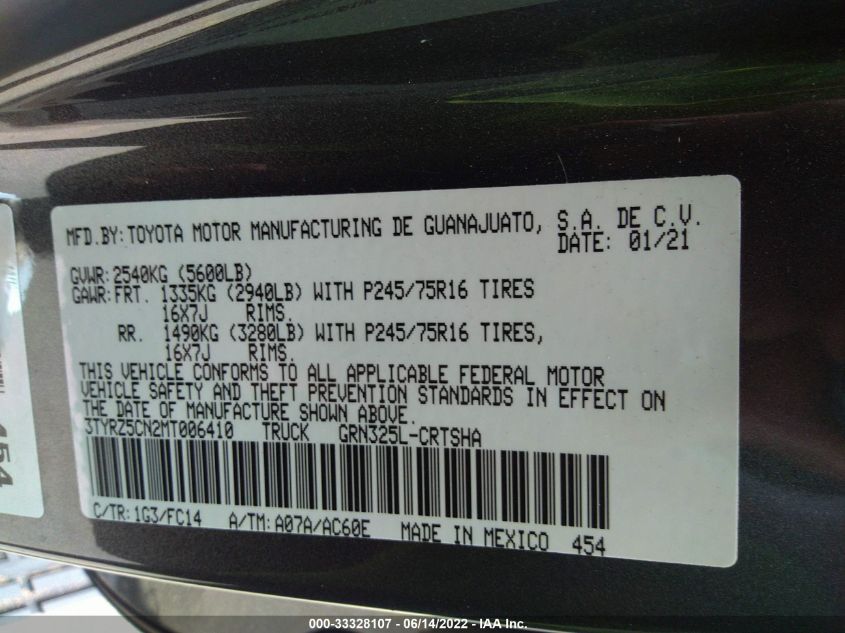 MFD.BY: TOYOTA MOTOR MANUFACTURING DE GUANAJUATO, S.A. DE C.V.
DATE: 01/21
GVWR: 2540KG (5600LB)
GAWR: FRT. 1335KG (2940LB) WITH P245/75R16 TIRES
16X7J RIMS.
RR. 1490KG (3280LB) WITH P245/75R16 TIRES,
16X7J RIMS.
THIS VEHICLE CONFORMS TO ALL APPLICABLE FEDERAL MOTOR
VEHICLE SAFETY AND THEFT PREVENTION STANDARDS IN EFFECT ON
THE DATE OF MANUFACTURE SHOWN ABOVE.
3TYRZ5CN2MT006410 TRUCK GRN325L-CRTSHA
C/TR: 1G3/FC14 A/TM: A07A/AC60E MADE IN MEXICO 454
454
000-33328107 - 06/14/2022 - IAA Inc.